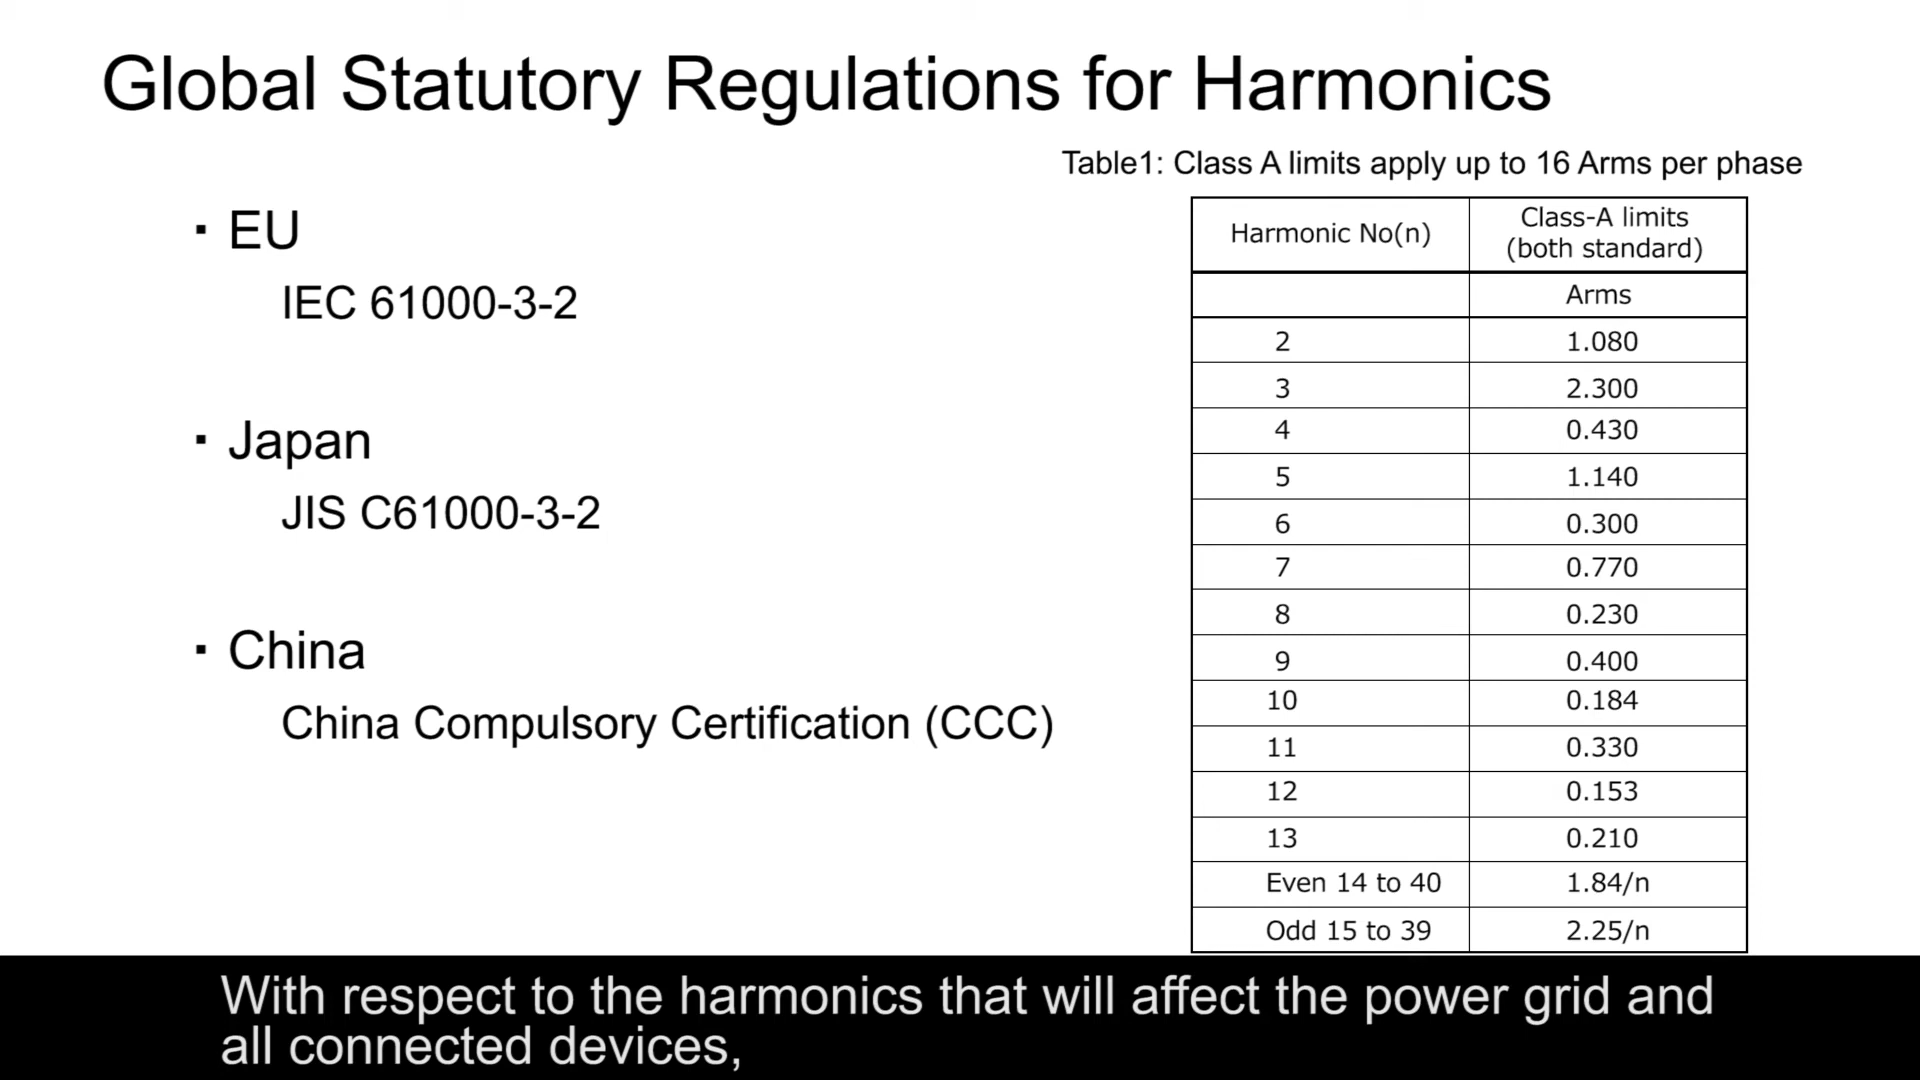 Global Statutory Regulations for Harmonics
・EU
IEC 61000-3-2
・Japan
JIS C61000-3-2
・China
China Compulsory Certification (CCC)
Table1: Class A limits apply up to 16 Arms per phase
Harmonic No(n) Class-A limits
(both standard)
Arms
2 1.080
3 2.300
4 0.430
5 1.140
6 0.300
7 0.770
8 0.230
9 0.400
10 0.184
11 0.330
12 0.153
13 0.210
Even 14 to 40 1.84/n
Odd 15 to 39 2.25/n
With respect to the harmonics that will affect the power grid and
all connected devices,